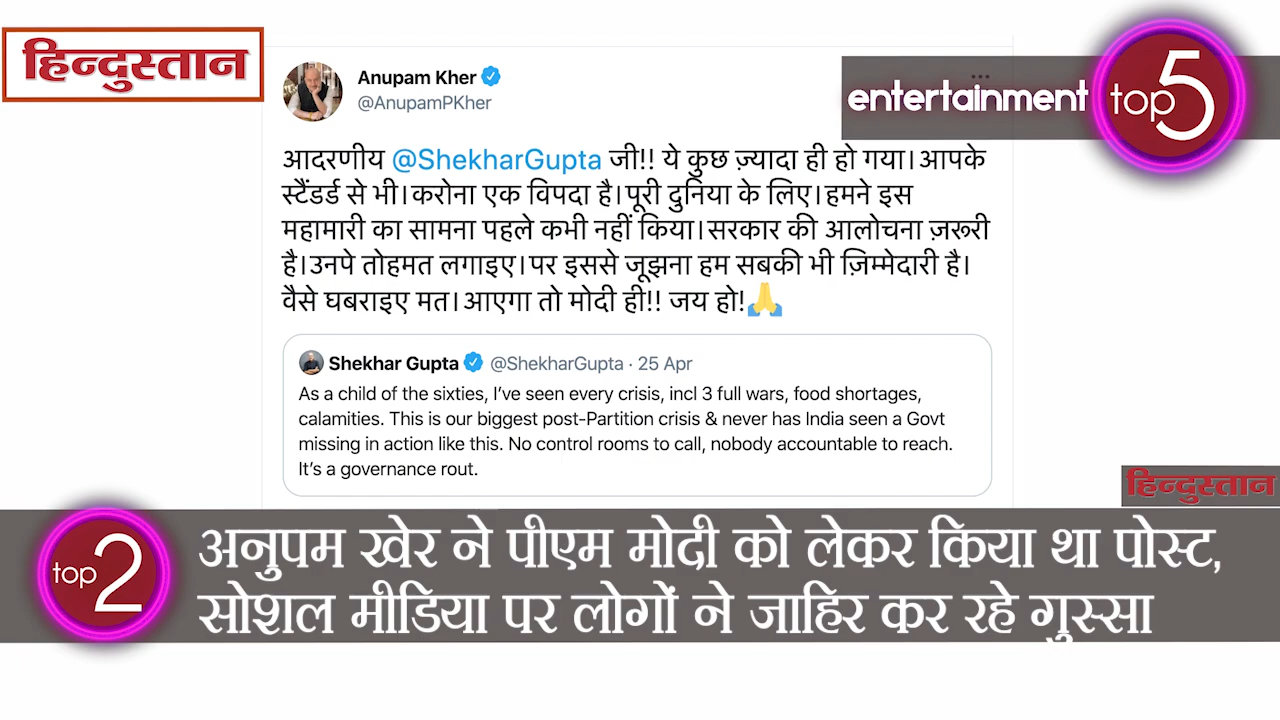 हिन्दुस्तान
entertainment top 5
Anupam Kher
@AnupamPKher
आदरणीय @ShekharGupta जी!! ये कुछ ज़्यादा ही हो गया।आपके
स्टैंडर्ड से भी।करोना एक विपदा है।पूरी दुनिया के लिए।हमने इस
महामारी का सामना पहले कभी नहीं किया।सरकार की आलोचना ज़रूरी
है।उनपे तोहमत लगाइए।पर इससे जूझना हम सबकी भी ज़िम्मेदारी है।
वैसे घबराइए मत।आएगा तो मोदी ही!! जय हो!🙏
Shekhar Gupta @ShekharGupta · 25 Apr
As a child of the sixties, I've seen every crisis, incl 3 full wars, food shortages,
calamities. This is our biggest post-Partition crisis & never has India seen a Govt
missing in action like this. No control rooms to call, nobody accountable to reach.
It's a governance rout.
हिन्दुस्तान
top 2
अनुपम खेर ने पीएम मोदी को लेकर किया था पोस्ट,
सोशल मीडिया पर लोगों ने जाहिर कर रहे गुस्सा